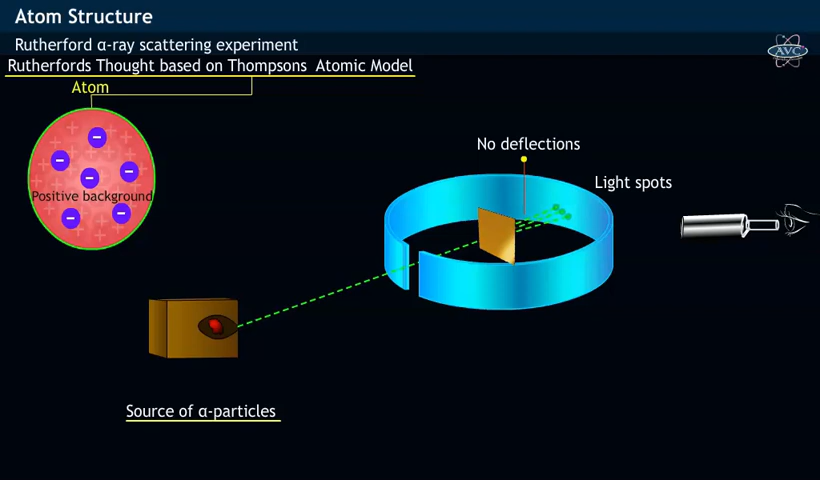 Atom Structure
Rutherford α-ray scattering experiment
Rutherfords Thought based on Thompsons Atomic Model
AVC
Atom
Positive background
No deflections
Light spots
Source of α-particles